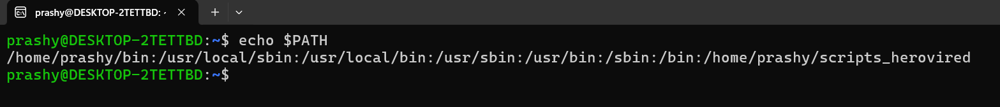 prashy@DESKTOP-2TETTBD: ~
prashy@DESKTOP-2TETTBD:~$ echo $PATH
/home/prashy/bin:/usr/local/sbin:/usr/local/bin:/usr/sbin:/usr/bin:/sbin:/bin:/home/prashy/scripts_herovired
prashy@DESKTOP-2TETTBD:~$